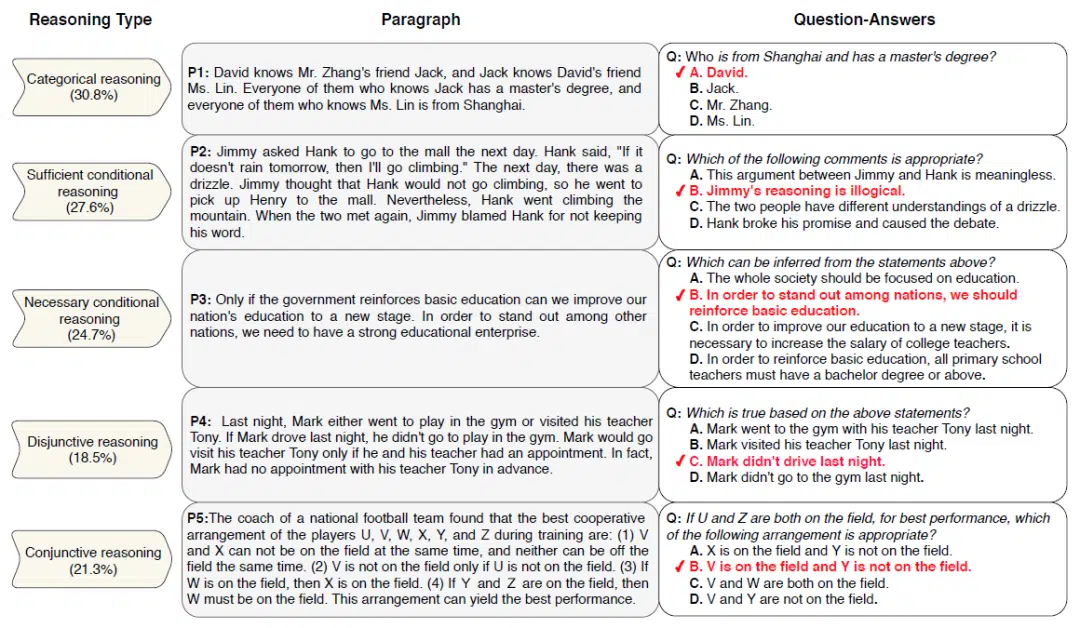 Reasoning Type
Paragraph
Question-Answers
Categorical reasoning
(30.8%)
P1: David knows Mr. Zhang's friend Jack, and Jack knows David's friend
Ms. Lin. Everyone of them who knows Jack has a master's degree, and
everyone of them who knows Ms. Lin is from Shanghai.
Q: Who is from Shanghai and has a master's degree?
✓ A. David.
B. Jack.
C. Mr. Zhang.
D. Ms. Lin.
Sufficient conditional
reasoning
(27.6%)
P2: Jimmy asked Hank to go to the mall the next day. Hank said, "If it
doesn't rain tomorrow, then I'll go climbing." The next day, there was a
drizzle. Jimmy thought that Hank would not go climbing, so he went to
pick up Henry to the mall. Nevertheless, Hank went climbing the
mountain. When the two met again, Jimmy blamed Hank for not keeping
his word.
Q: Which of the following comments is appropriate?
A. This argument between Jimmy and Hank is meaningless.
✓ B. Jimmy's reasoning is illogical.
C. The two people have different understandings of a drizzle.
D. Hank broke his promise and caused the debate.
Necessary conditional
reasoning
(24.7%)
P3: Only if the government reinforces basic education can we improve our
nation's education to a new stage. In order to stand out among other
nations, we need to have a strong educational enterprise.
Q: Which can be inferred from the statements above?
A. The whole society should be focused on education.
✓ B. In order to stand out among nations, we should
reinforce basic education.
C. In order to improve our education to a new stage, it is
necessary to increase the salary of college teachers.
D. In order to reinforce basic education, all primary school
teachers must have a bachelor degree or above.
Disjunctive reasoning
(18.5%)
P4: Last night, Mark either went to play in the gym or visited his teacher
Tony. If Mark drove last night, he didn't go to play in the gym. Mark would go
visit his teacher Tony only if he and his teacher had an appointment. In fact,
Mark had no appointment with his teacher Tony in advance.
Q: Which is true based on the above statements?
A. Mark went to the gym with his teacher Tony last night.
B. Mark visited his teacher Tony last night.
✓ C. Mark didn't drive last night.
D. Mark didn't go to the gym last night.
Conjunctive reasoning
(21.3%)
P5:The coach of a national football team found that the best cooperative
arrangement of the players U, V, W, X, Y, and Z during training are: (1) V
and X can not be on the field at the same time, and neither can be off the
field the same time. (2) V is not on the field only if U is not on the field. (3) If
W is on the field, then X is on the field. (4) If Y and Z are on the field, then
W must be on the field. This arrangement can yield the best performance.
Q: If U and Z are both on the field, for best performance, which
of the following arrangement is appropriate?
A. X is on the field and Y is not on the field.
✓ B. V is on the field and Y is not on the field.
C. V and W are both on the field.
D. V and Y are not on the field.